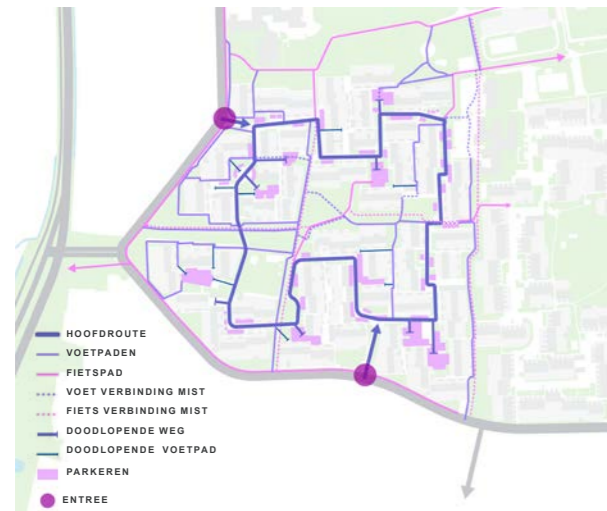 HOOFDROUTE
VOETPADEN
FIETSPAD
VOET VERBINDING MIST
FIETS VERBINDING MIST
DOODLOPENDE WEG
DOODLOPENDE VOETPAD
PARKEREN
ENTREE